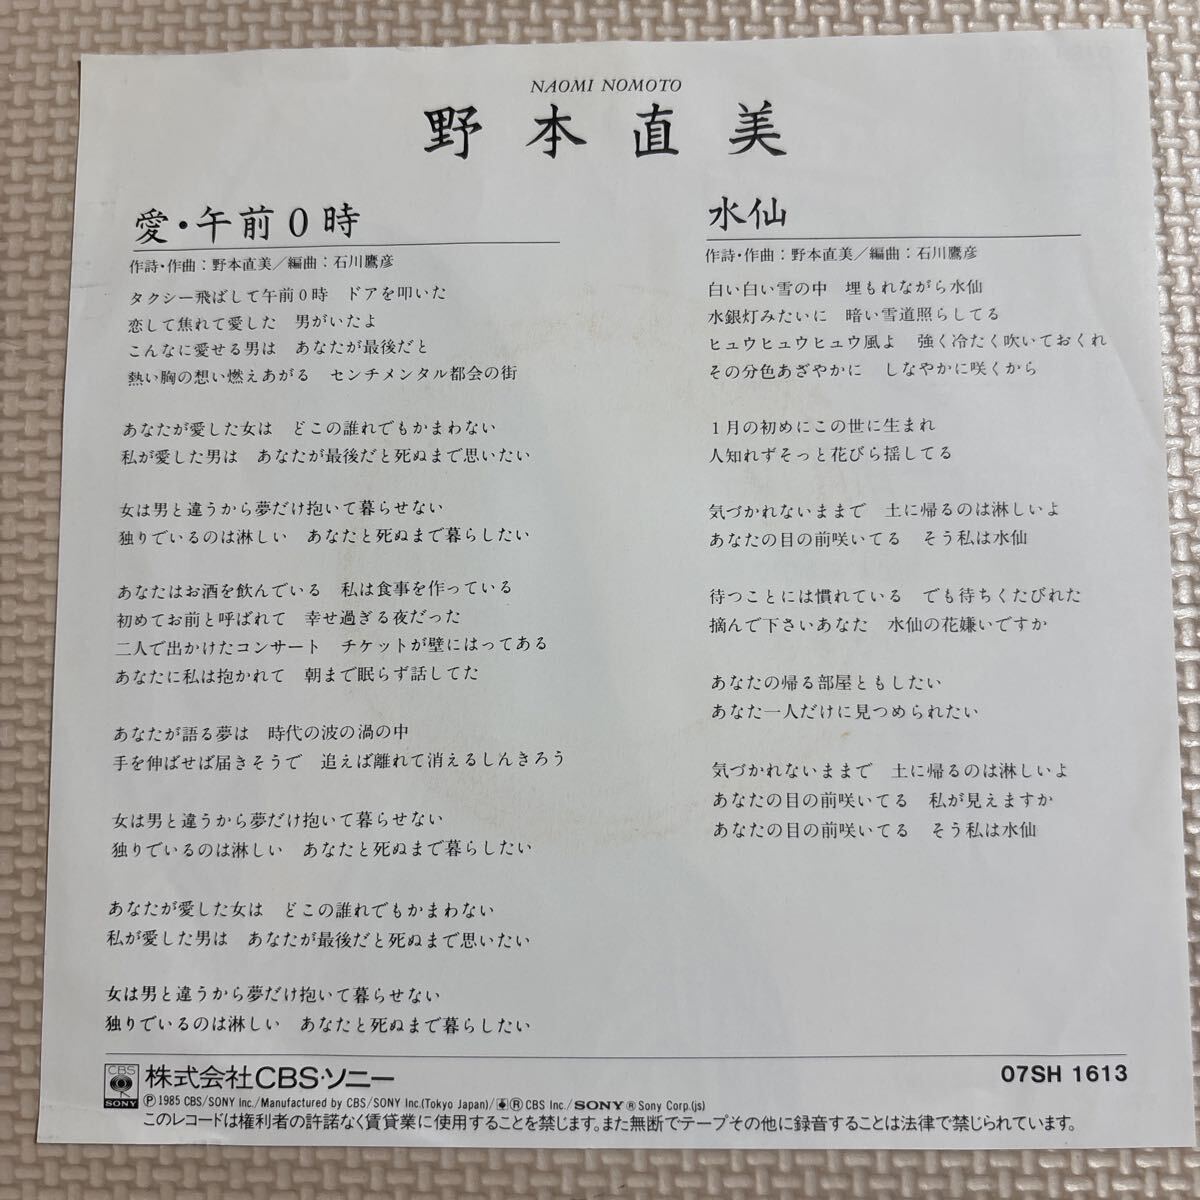 NAOMI NOMOTO
野本直美
愛・午前0時
作詩・作曲：野本直美／編曲：石川鷹彦
タクシー飛ばして午前0時　ドアを叩いた
恋して焦れて愛した　男がいたよ
こんなに愛せる男は　あなたが最後だと
熱い胸の想い燃えあがる　センチメンタル都会の街
あなたが愛した女は　どこの誰れでもかまわない
私が愛した男は　あなたが最後だと死ぬまで思いたい
女は男と違うから夢だけ抱いて暮らせない
独りでいるのは淋しい　あなたと死ぬまで暮らしたい
あなたはお酒を飲んでいる　私は食事を作っている
初めてお前と呼ばれて　幸せ過ぎる夜だった
二人で出かけたコンサート　チケットが壁にはってある
あなたに私は抱かれて　朝まで眠らず話してた
あなたが語る夢は　時代の波の渦の中
手を伸ばせば届きそうで　追えば離れて消えるしんきろう
女は男と違うから夢だけ抱いて暮らせない
独りでいるのは淋しい　あなたと死ぬまで暮らしたい
あなたが愛した女は　どこの誰れでもかまわない
私が愛した男は　あなたが最後だと死ぬまで思いたい
女は男と違うから夢だけ抱いて暮らせない
独りでいるのは淋しい　あなたと死ぬまで暮らしたい
水仙
作詩・作曲：野本直美／編曲：石川鷹彦
白い白い雪の中　埋もれながら水仙
水銀灯みたいに　暗い雪道照らしてる
ヒュウヒュウヒュウ風よ　強く冷たく吹いておくれ
その分色あざやかに　しなやかに咲くから
1月の初めにこの世に生まれ
人知れずそっと花びら揺してる
気づかれないままで　土に帰るのは淋しいよ
あなたの目の前咲いてる　そう私は水仙
待つことには慣れている　でも待ちくたびれた
摘んで下さいあなた　水仙の花嫌いですか
あなたの帰る部屋ともしたい
あなた一人だけに見つめられたい
気づかれないままで　土に帰るのは淋しいよ
あなたの目の前咲いてる　私が見えますか
あなたの目の前咲いてる　そう私は水仙
CBS
SONY
株式会社CBS・ソニー
07SH 1613
Ⓟ1985 CBS/SONY Inc./Manufactured by CBS/SONY Inc.(Tokyo Japan)/Ⓡ CBS Inc./SONY Ⓡ Sony Corp.(js)
このレコードは権利者の許諾なく賃貸業に使用することを禁じます。また無断でテープその他に録音することは法律で禁じられています。